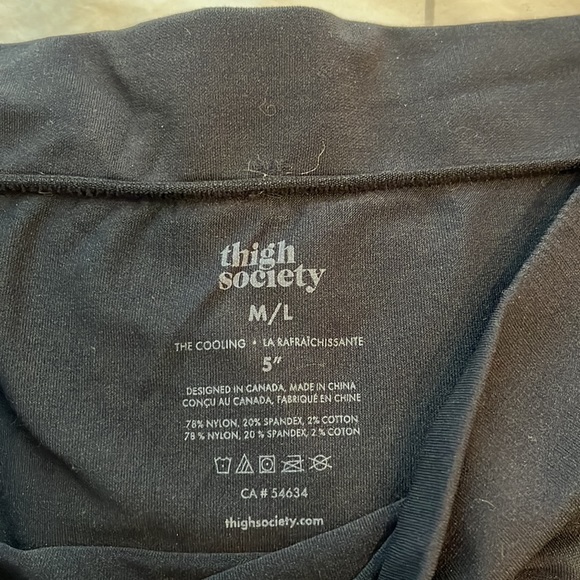 thigh
society
M/L
THE COOLING • LA RAFRAÎCHISSANTE
5"
DESIGNED IN CANADA, MADE IN CHINA
CONÇU AU CANADA, FABRIQUÉ EN CHINE
78% NYLON, 20% SPANDEX, 2% COTTON
78 % NYLON, 20 % SPANDEX, 2 % COTON
CA # 54634
thighsociety.com